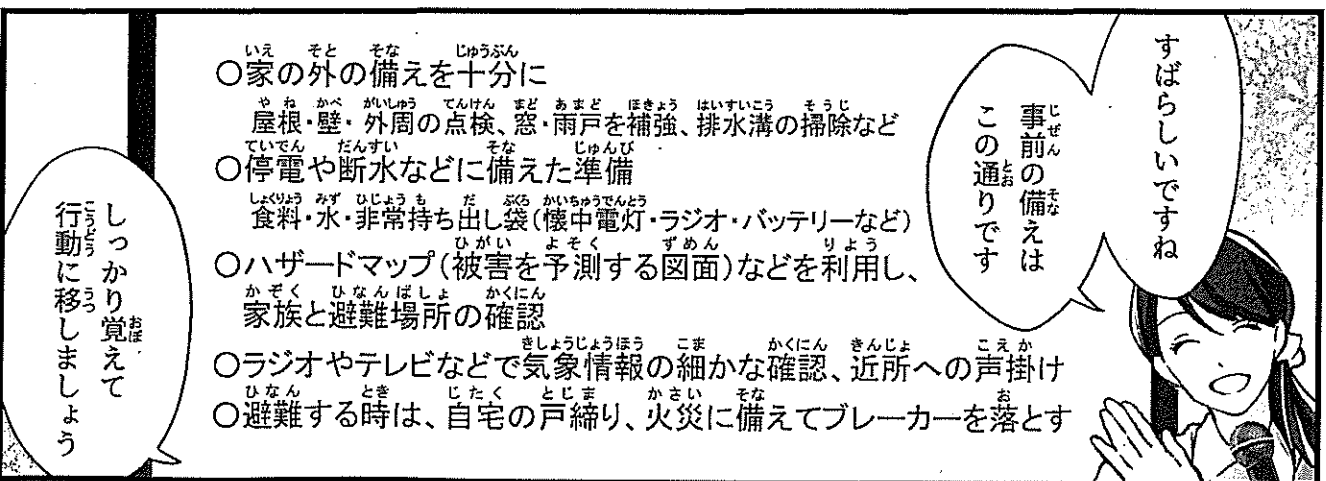 すばらしいですね
事前の備えは
この通りです
〇家の外の備えを十分に
屋根・壁・外周の点検、窓・雨戸を補強、排水溝の掃除など
〇停電や断水などに備えた準備
食料・水・非常持ち出し袋(懐中電灯・ラジオ・バッテリーなど)
〇ハザードマップ(被害を予測する図面)などを利用し、
家族と避難場所の確認
〇ラジオやテレビなどで気象情報の細かな確認、近所への声掛け
〇避難する時は、自宅の戸締り、火災に備えてブレーカーを落とす
しっかり覚えて
行動に移しましょう